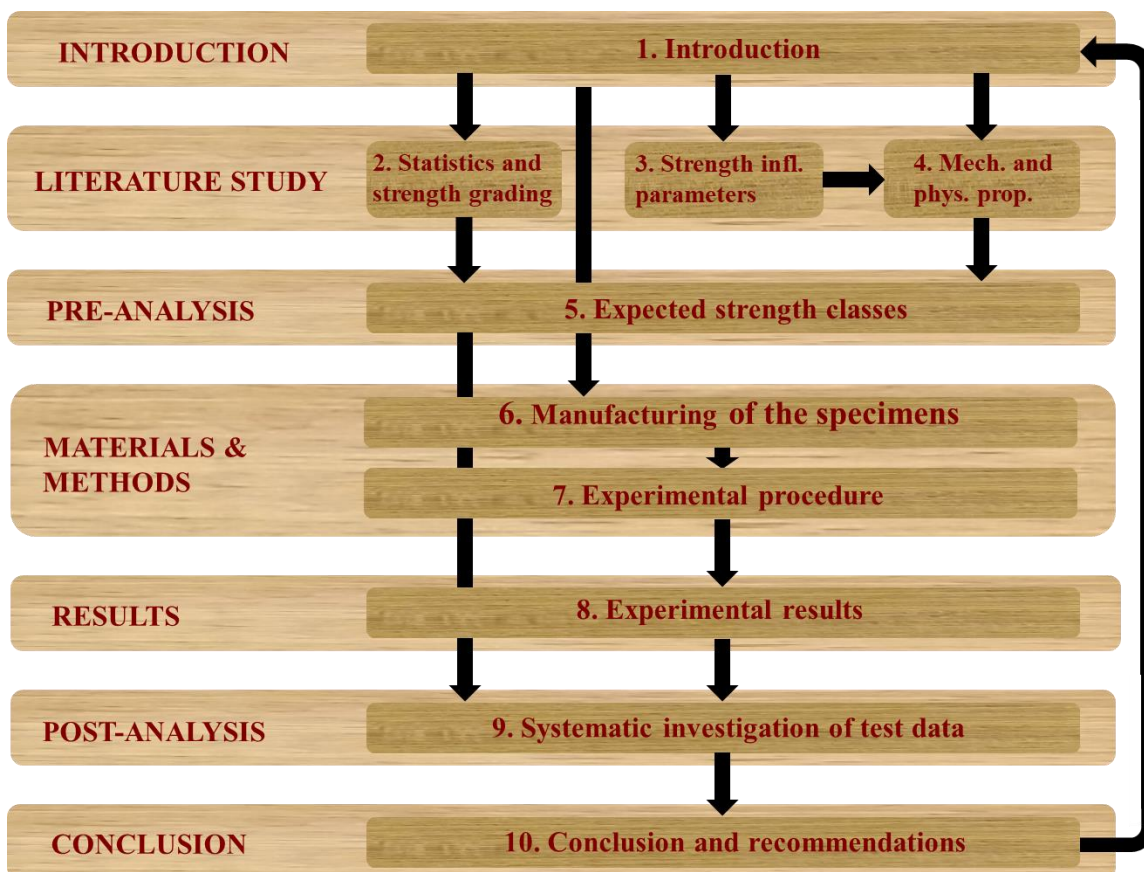 INTRODUCTION
1. Introduction
LITERATURE STUDY
2. Statistics and
strength grading
3. Strength infl.
parameters
4. Mech. and
phys. prop.
PRE-ANALYSIS
5. Expected strength classes
MATERIALS &
METHODS
6. Manufacturing of the specimens
7. Experimental procedure
RESULTS
8. Experimental results
POST-ANALYSIS
9. Systematic investigation of test data
CONCLUSION
10. Conclusion and recommendations